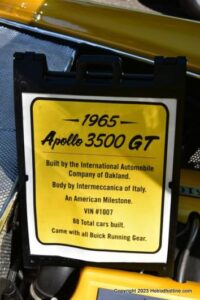 1965
Apollo 3500 GT
Built by the International Automobile
Company of Oakland.
Body by Intermeccanica of Italy.
An American Milestone.
VIN #1007
88 Total cars built.
Came with all Buick Running Gear.
Copyright 2023 Hotrodhotline.com